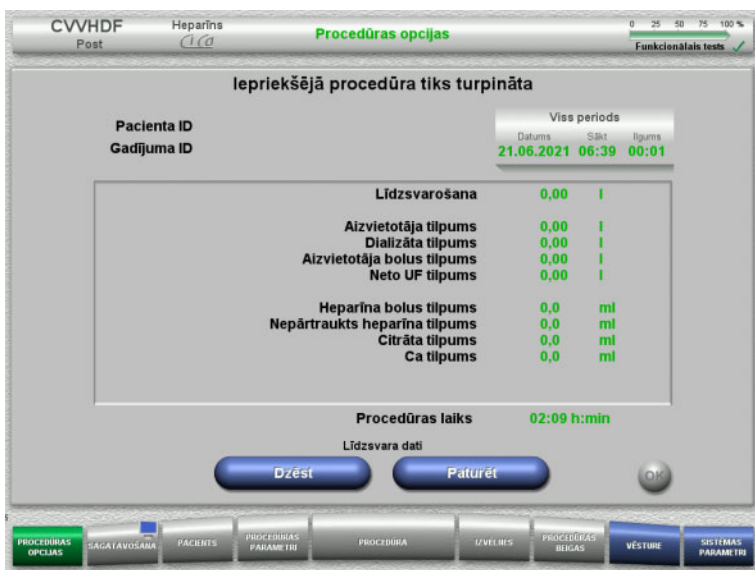 CVVHDF
Post
Heparīns
Ci Ca
Procedūras opcijas
0 25 50 75 100 %
Funkcionālais tests
Iepriekšējā procedūra tiks turpināta
Pacienta ID
Gadījuma ID
Viss periods
Datums Sākt Ilgums
21.06.2021 06:39 00:01
Līdzsvarošana 0,00 l
Aizvietotāja tilpums 0,00 l
Dializāta tilpums 0,00 l
Aizvietotāja bolus tilpums 0,00 l
Neto UF tilpums 0,00 l
Heparīna bolus tilpums 0,0 ml
Nepārtraukts heparīna tilpums 0,0 ml
Citrāta tilpums 0,0 ml
Ca tilpums 0,0 ml
Procedūras laiks 02:09 h:min
Līdzsvara dati
Dzēst Paturēt OK
PROCEDŪRAS OPCIJAS
SAGATAVOŠANA
PACIENTS
PROCEDŪRAS PARAMETRI
PROCEDŪRA
IZVĒLNES
PROCEDŪRAS BEIGAS
VĒSTURE
SISTĒMAS PARAMETRI